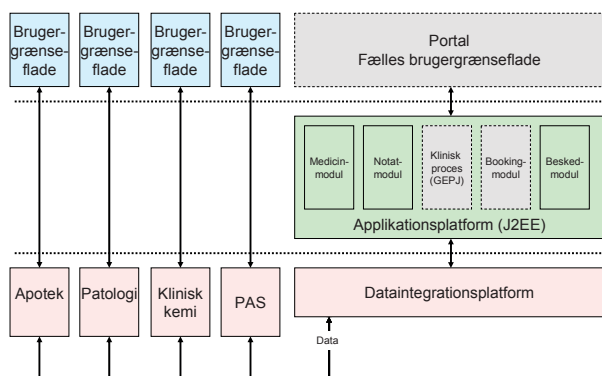 Bruger-
grænse-
flade
Bruger-
grænse-
flade
Bruger-
grænse-
flade
Bruger-
grænse-
flade
Portal
Fælles brugergrænseflade
Medicin-
modul
Notat-
modul
Klinisk
proces
(GEPJ)
Booking-
modul
Besked-
modul
Applikationsplatform (J2EE)
Apotek
Patologi
Klinisk
kemi
PAS
Dataintegrationsplatform
Data